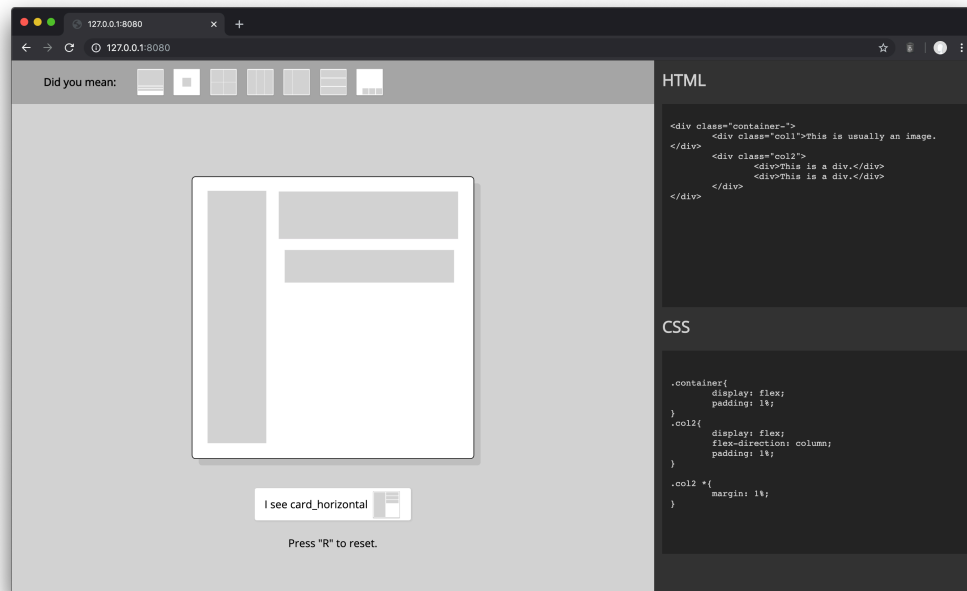 127.0.0.1:8080
127.0.0.1:8080
Did you mean:
I see card_horizontal
Press "R" to reset.
HTML
<div class="container-">
<div class="col1">This is usually an image.
</div>
<div class="col2">
<div>This is a div.</div>
<div>This is a div.</div>
</div>
</div>
CSS
.container{
display: flex;
padding: 1%;
}
.col2{
display: flex;
flex-direction: column;
padding: 1%;
}
.col2 *{
margin: 1%;
}